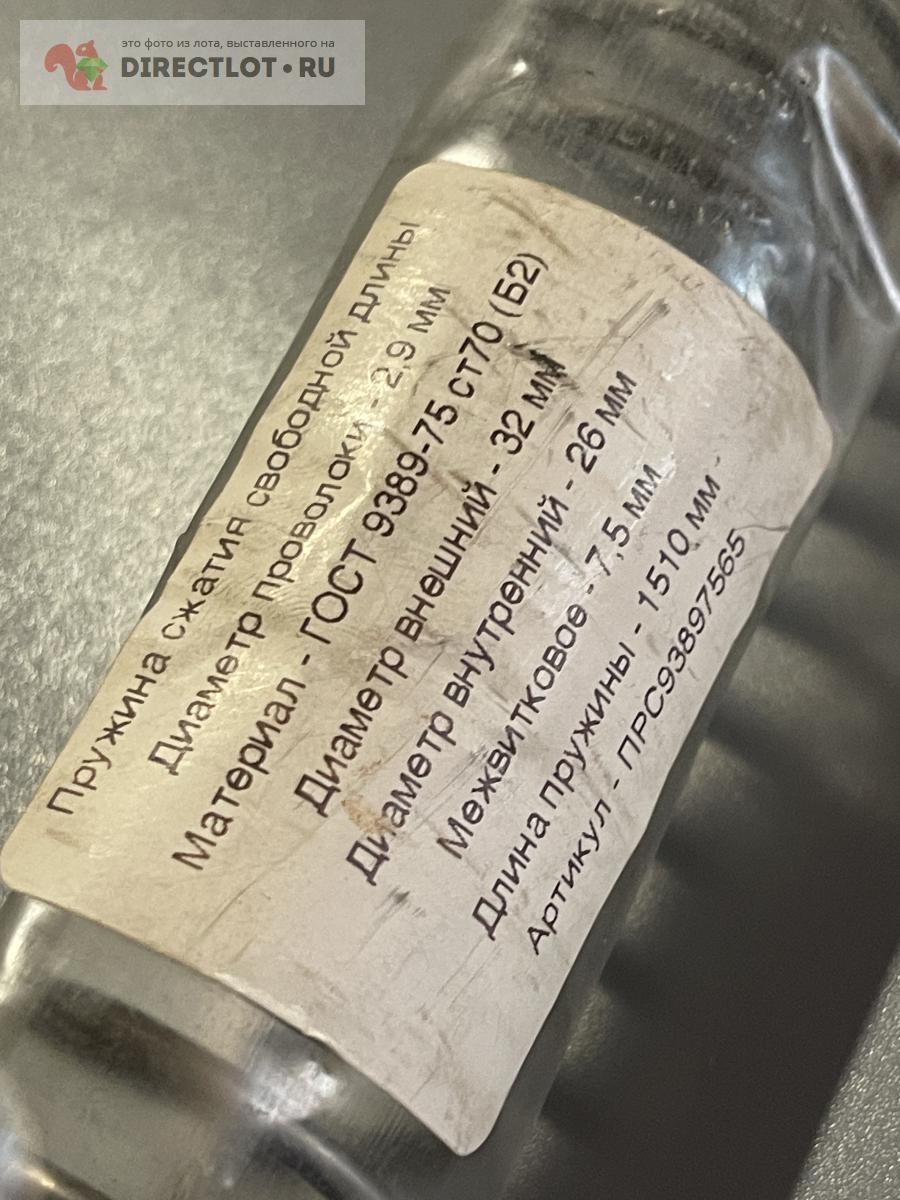 это фото из лота, выставленного на
DIRECTLOT•RU
Пружина сжатия свободной длины
Диаметр проволоки - 2,9 мм
Материал - ГОСТ 9389-75 ст70 (Б2)
Диаметр внешний - 32 мм
Диаметр внутренний - 26 мм
Межвитковое - 7,5 мм
Длина пружины - 1510 мм -
Артикул - ПРС93897565